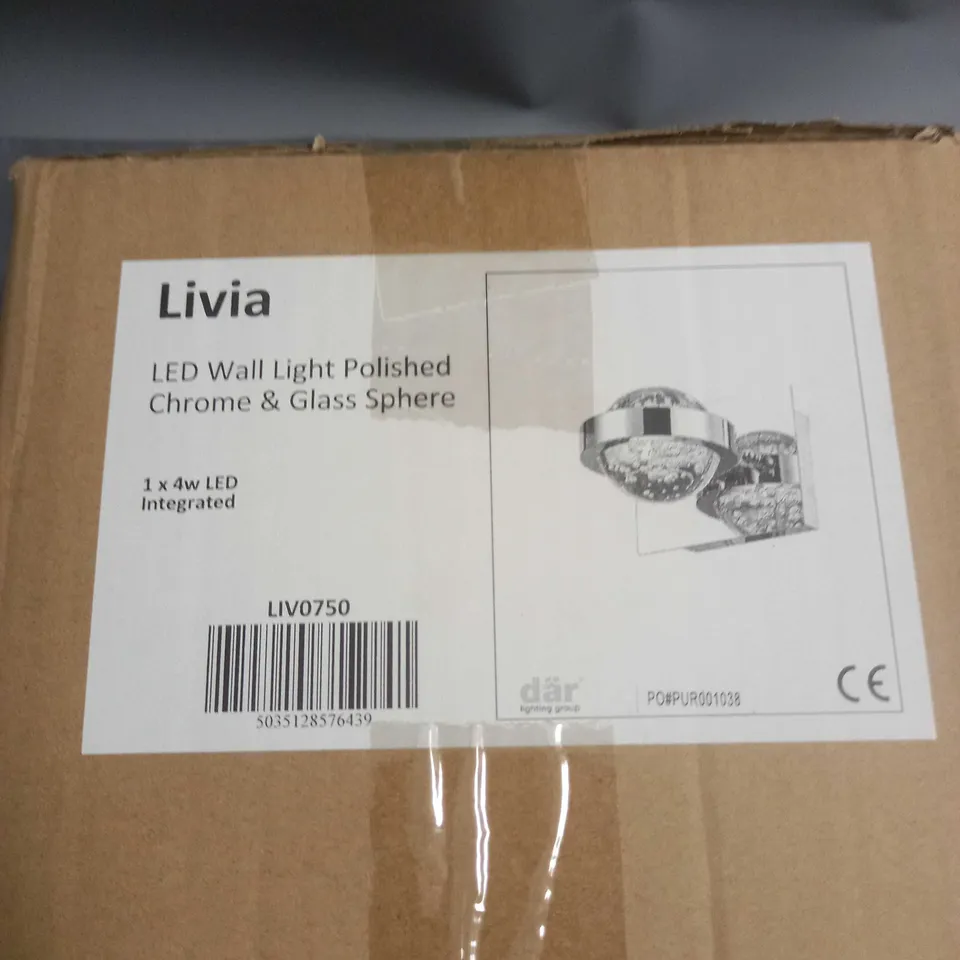 Livia
LED Wall Light Polished
Chrome & Glass Sphere
1 x 4w LED
Integrated
LIV0750
5035128576439
där
lighting group
PO#PUR001038
CE